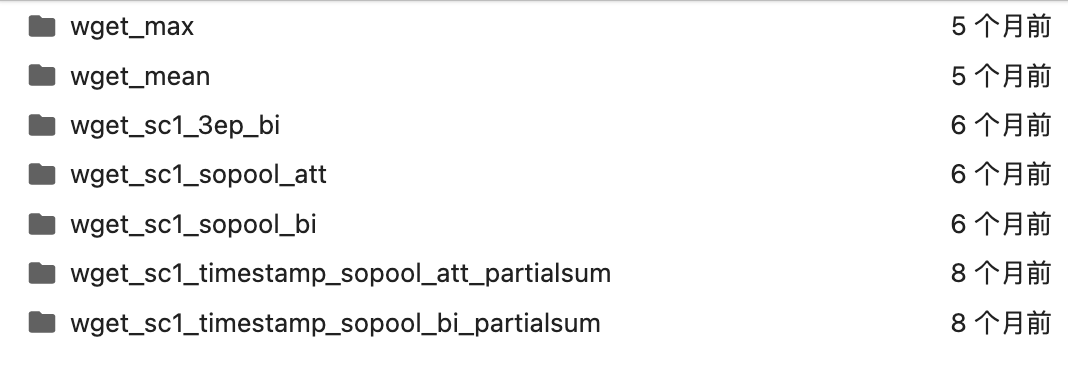 wget_max 5 个月前
wget_mean 5 个月前
wget_sc1_3ep_bi 6 个月前
wget_sc1_sopool_att 6 个月前
wget_sc1_sopool_bi 6 个月前
wget_sc1_timestamp_sopool_att_partialsum 8 个月前
wget_sc1_timestamp_sopool_bi_partialsum 8 个月前